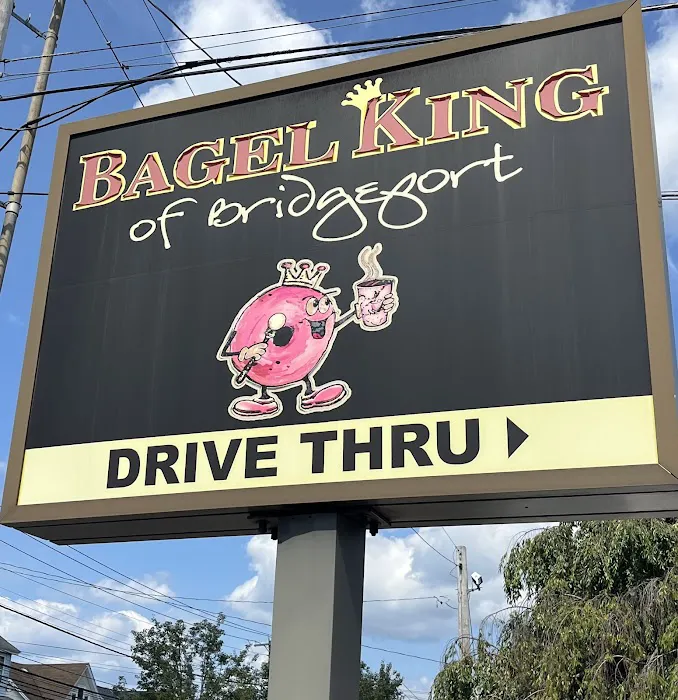 BAGEL KING
of Bridgeport
DRIVE THRU